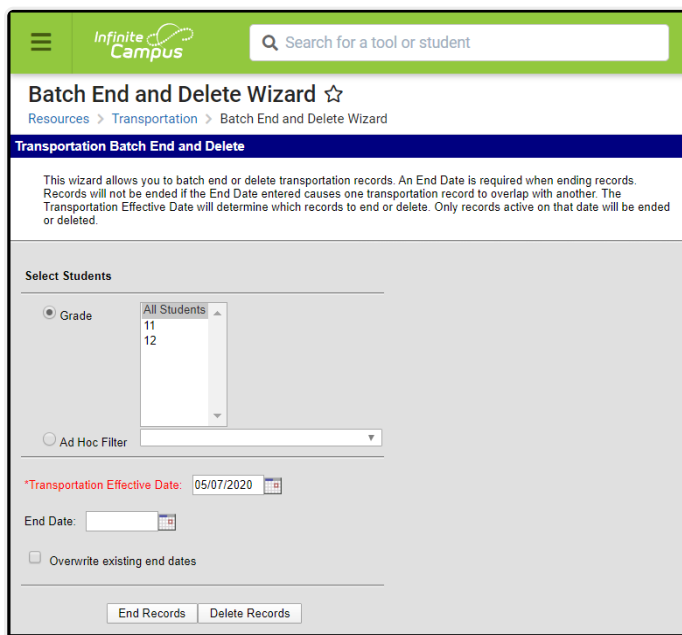 Infinite
Campus
Search for a tool or student
Batch End and Delete Wizard
Resources > Transportation > Batch End and Delete Wizard
Transportation Batch End and Delete
This wizard allows you to batch end or delete transportation records. An End Date is required when ending records.
Records will not be ended if the End Date entered causes one transportation record to overlap with another. The
Transportation Effective Date will determine which records to end or delete. Only records active on that date will be ended
or deleted.
Select Students
Grade
All Students
11
12
Ad Hoc Filter
*Transportation Effective Date: 05/07/2020
End Date:
Overwrite existing end dates
End Records Delete Records